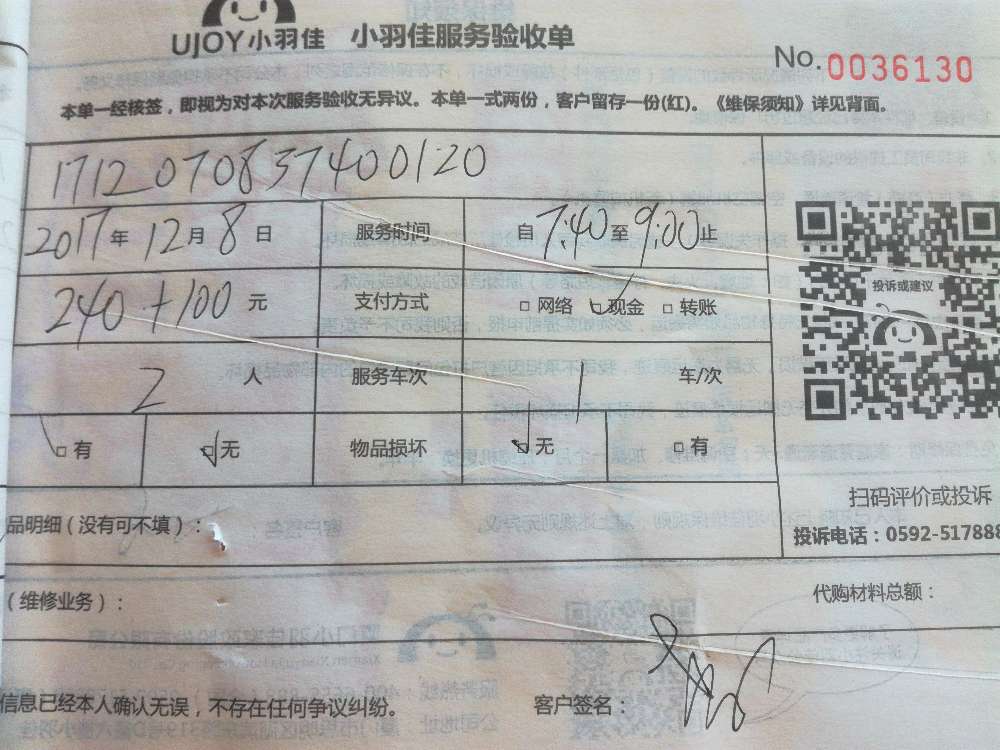 UJOY小羽佳 小羽佳服务验收单
No. 0036130
本单一经核签，即视为对本次服务验收无异议。本单一式两份，客户留存一份(红)。《维保须知》详见背面。
1712070837400120
2017年12月8日 服务时间 自7:40至9:00止
240+100元 支付方式 □网络 □现金 □转账
投诉或建议
2人 服务车次 1车/次
□有 □无 物品损坏 □无 □有
扫码评价或投诉
品明细（没有可不填）：
投诉电话：0592-517888
（维修业务）： 代购材料总额：
信息已经本人确认无误，不存在任何争议纠纷。 客户签名：